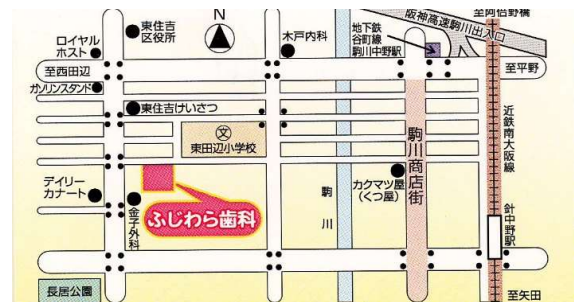 至阿倍野橋
阪神高速駒川出入口
東住吉
区役所
N
木戸内科
地下鉄
谷町線
駒川中野駅
ロイヤル
ホスト
至西田辺
至平野
ガソリンスタンド
東住吉けいさつ
文
東田辺小学校
近鉄南大阪線
駒川商店街
デイリー
カナート
金子外科
ふじわら歯科
駒川
カクマツ屋
(くつ屋)
針中野駅
長居公園
至矢田